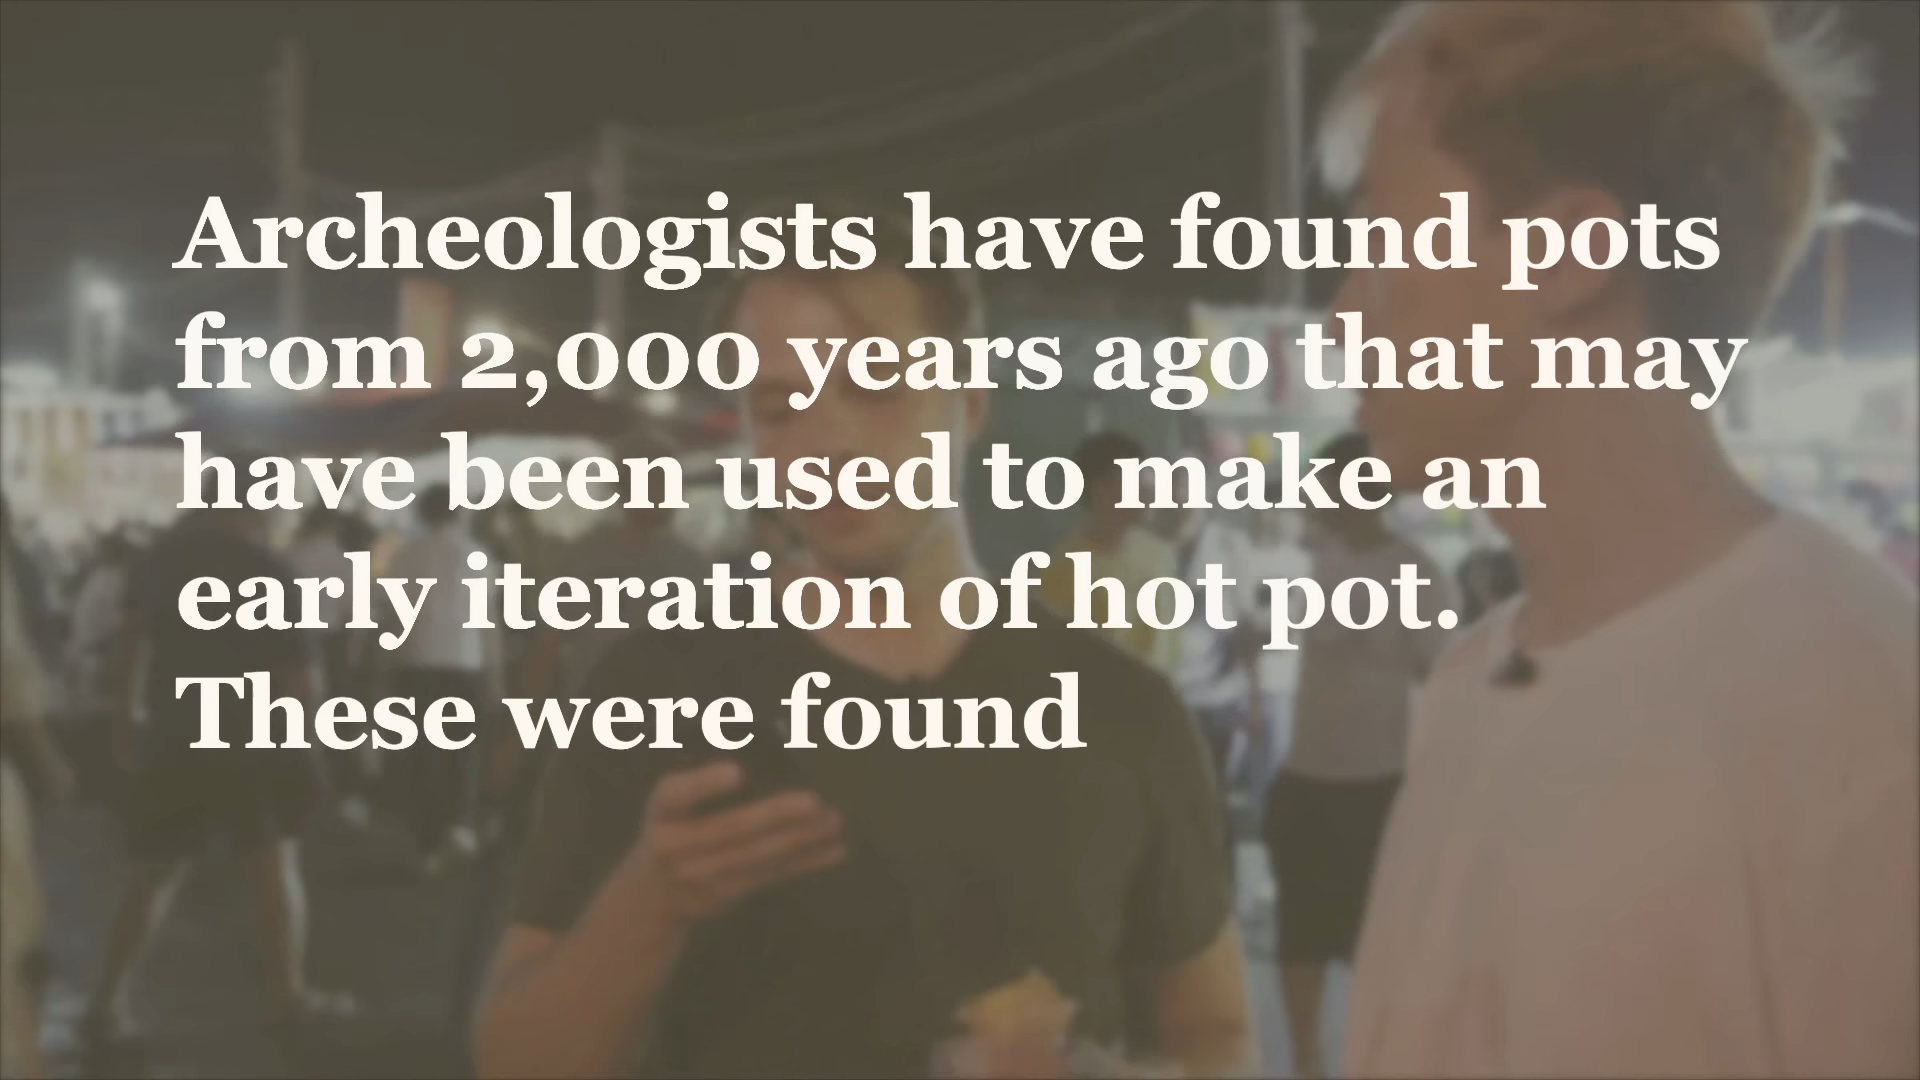 Archeologists have found pots
from 2,000 years ago that may
have been used to make an
early iteration of hot pot.
These were found